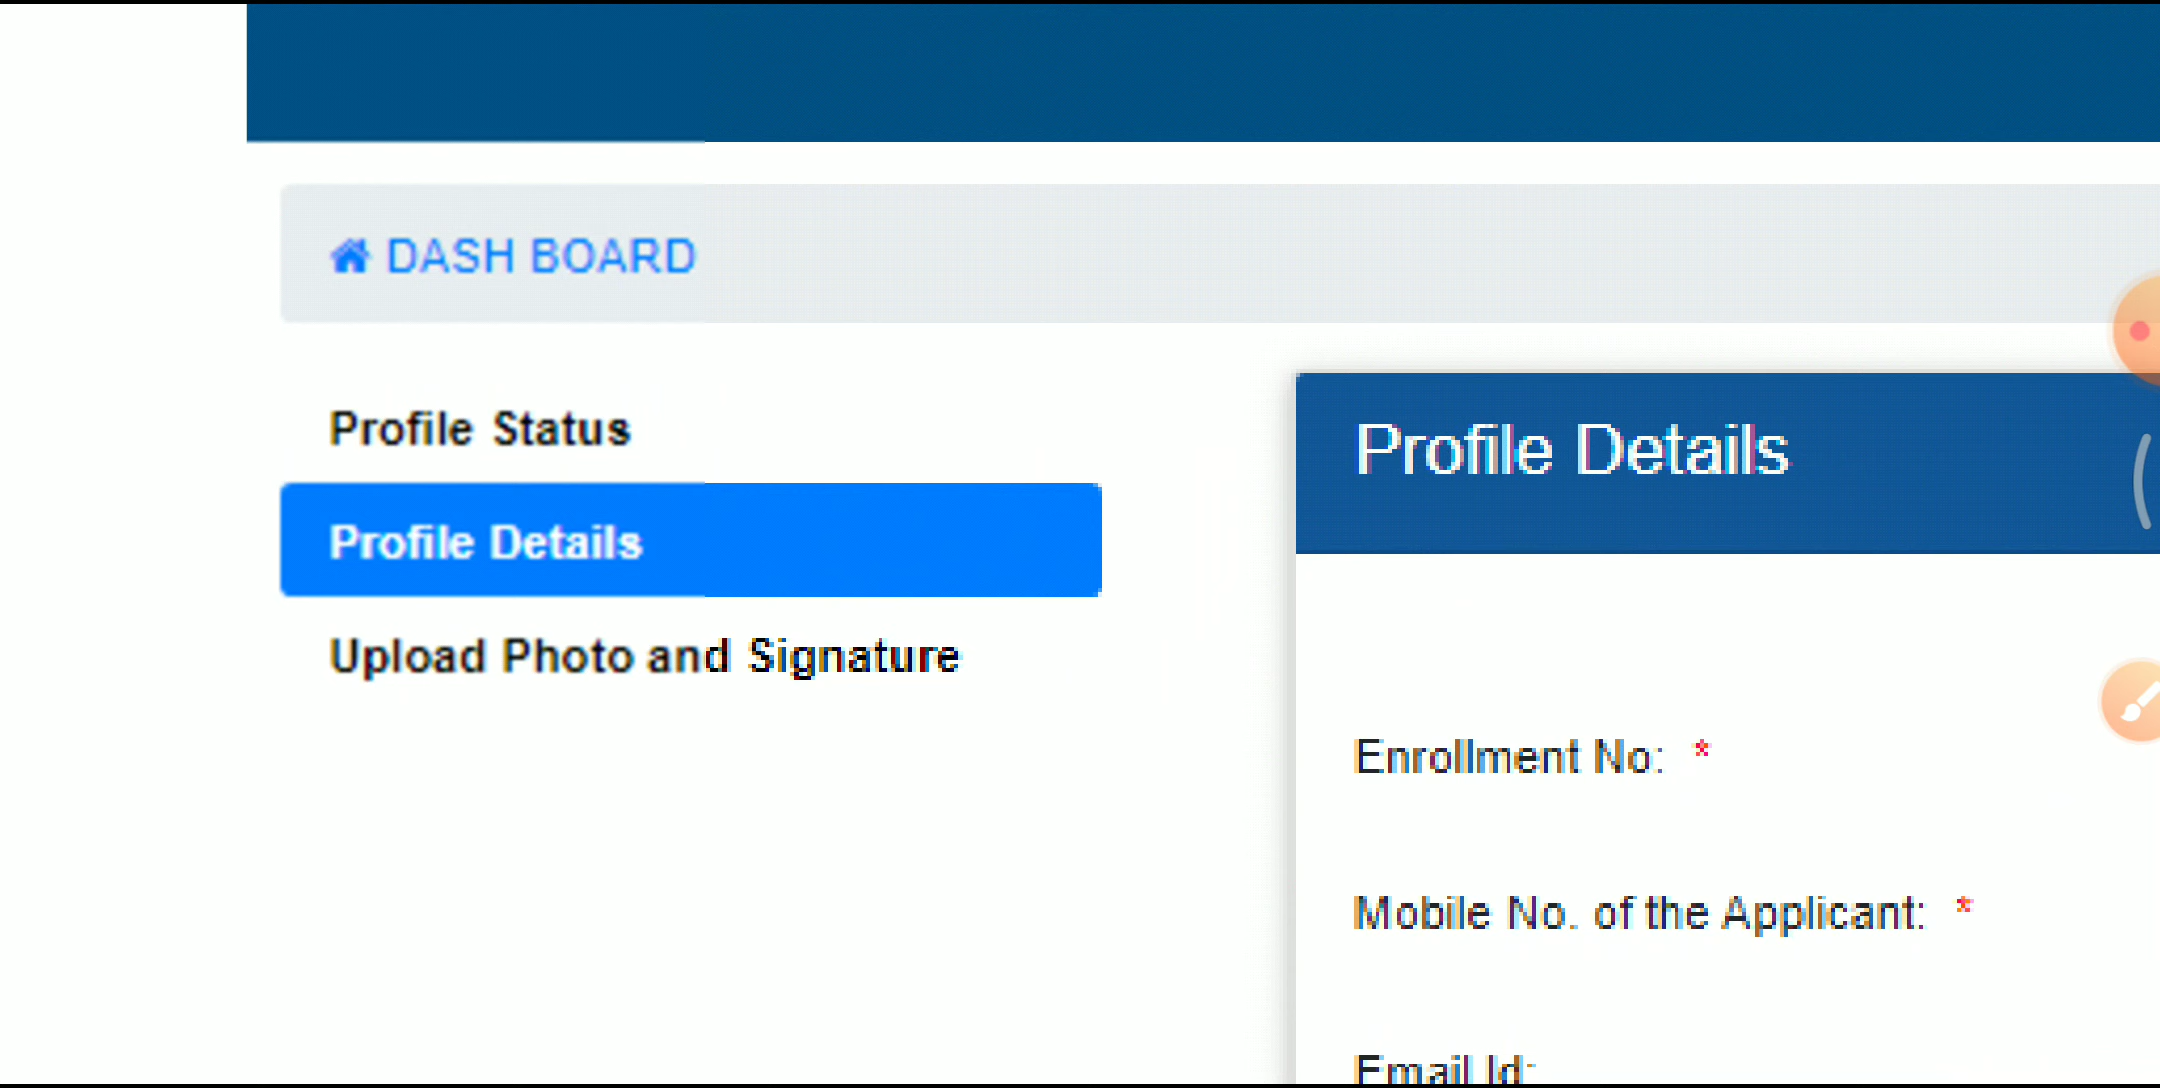 DASH BOARD
Profile Status
Profile Details
Upload Photo and Signature
Profile Details
Enrollment No: *
Mobile No. of the Applicant: *
Email Id: